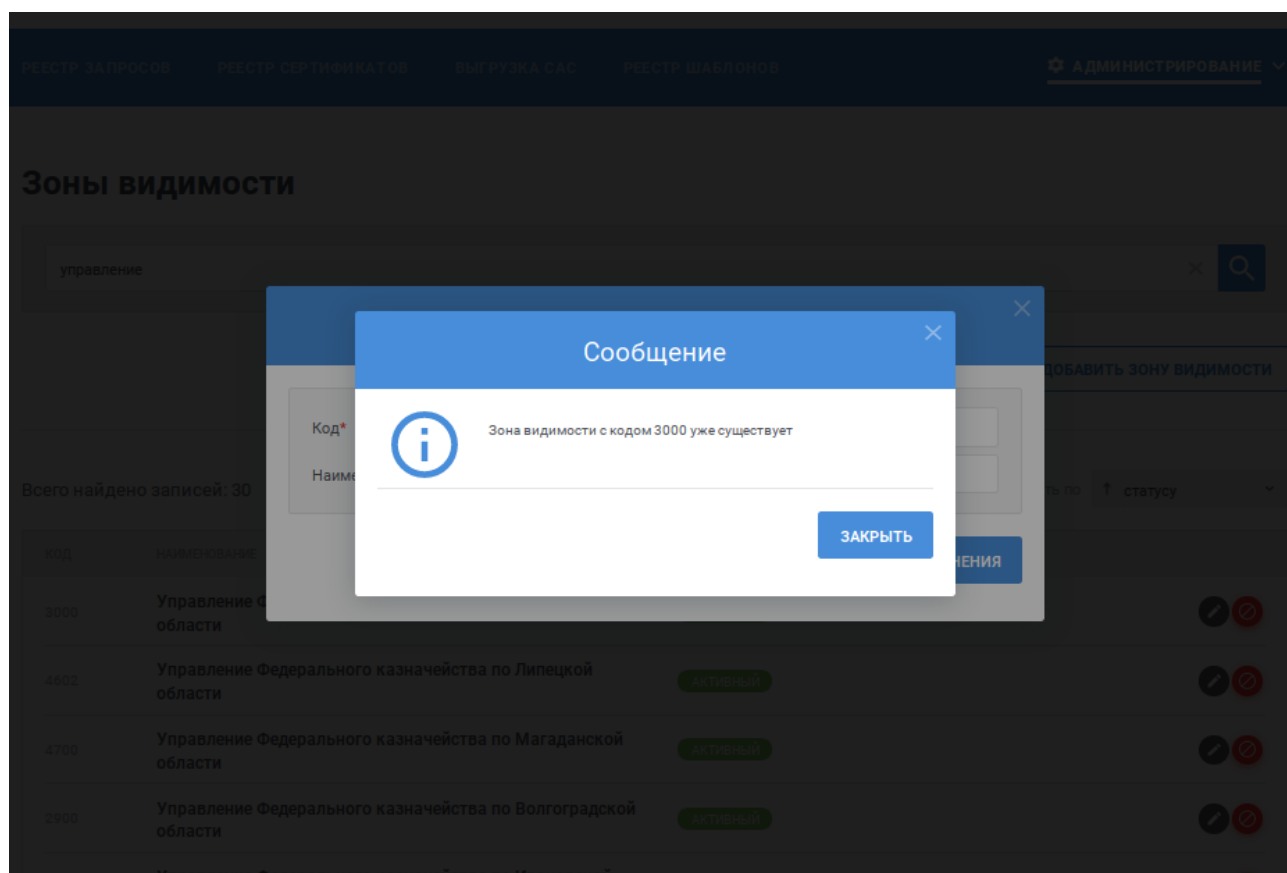 РЕЕСТР ЗАПРОСОВ РЕЕСТР СЕРТИФИКАТОВ ВЫГРУЗКА САС РЕЕСТР ШАБЛОНОВ АДМИНИСТРИРОВАНИЕ
Зоны видимости
управление
Сообщение
ДОБАВИТЬ ЗОНУ ВИДИМОСТИ
Код*
Зона видимости с кодом 3000 уже существует
Наиме
Всего найдено записей: 30
ть по ↑ статусу
ЗАКРЫТЬ
КОД НАИМЕНОВАНИЕ
НЕНИЯ
3000 Управление Ф
области
4602 Управление Федерального казначейства по Липецкой
области АКТИВНЫЙ
4700 Управление Федерального казначейства по Магаданской
области АКТИВНЫЙ
2900 Управление Федерального казначейства по Волгоградской
области АКТИВНЫЙ